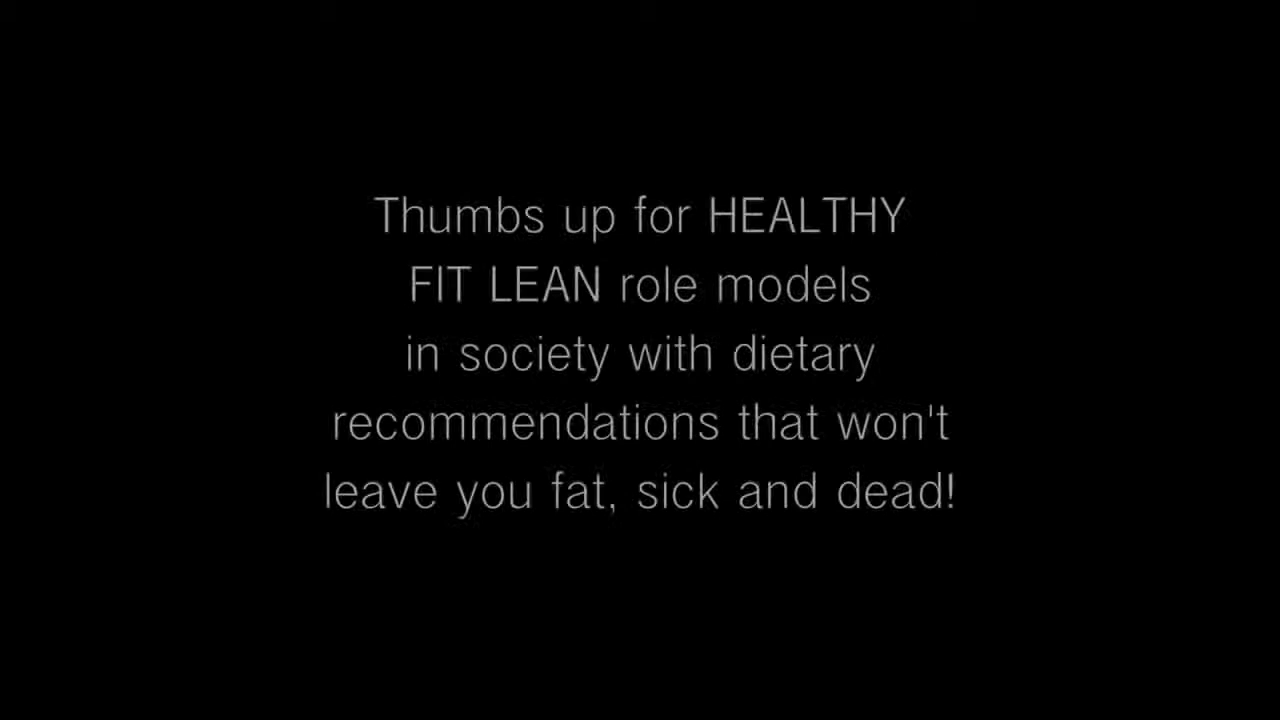 Thumbs up for HEALTHY
FIT LEAN role models
in society with dietary
recommendations that won't
leave you fat, sick and dead!